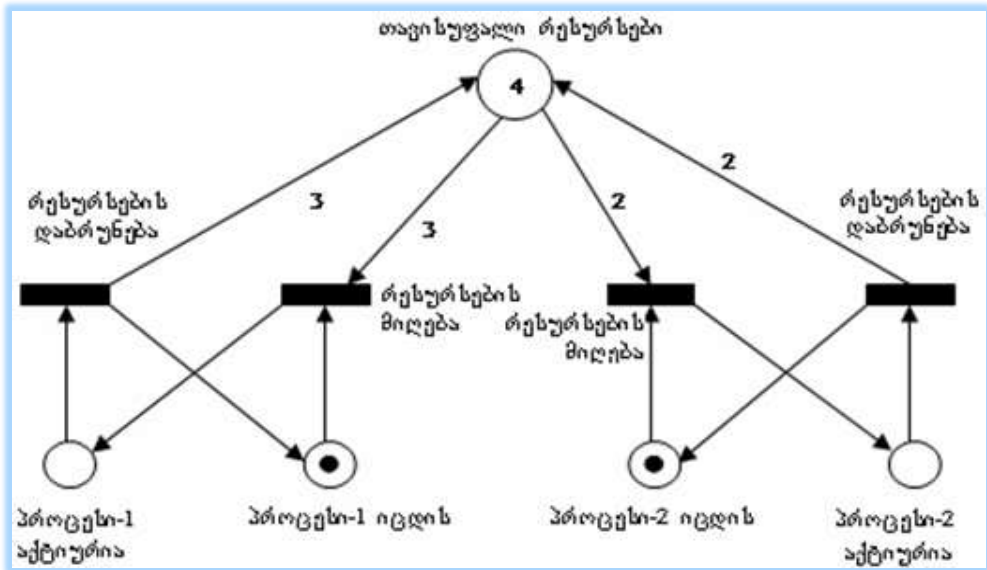 თავისუფალი რესურსები
4
3
3
2
2
რესურსების
დაბრუნება
რესურსების
მიღება
რესურსების
მიღება
რესურსების
დაბრუნება
პროცესი-1
აქტიურია
პროცესი-1 იცდის
პროცესი-2 იცდის
პროცესი-2
აქტიურია